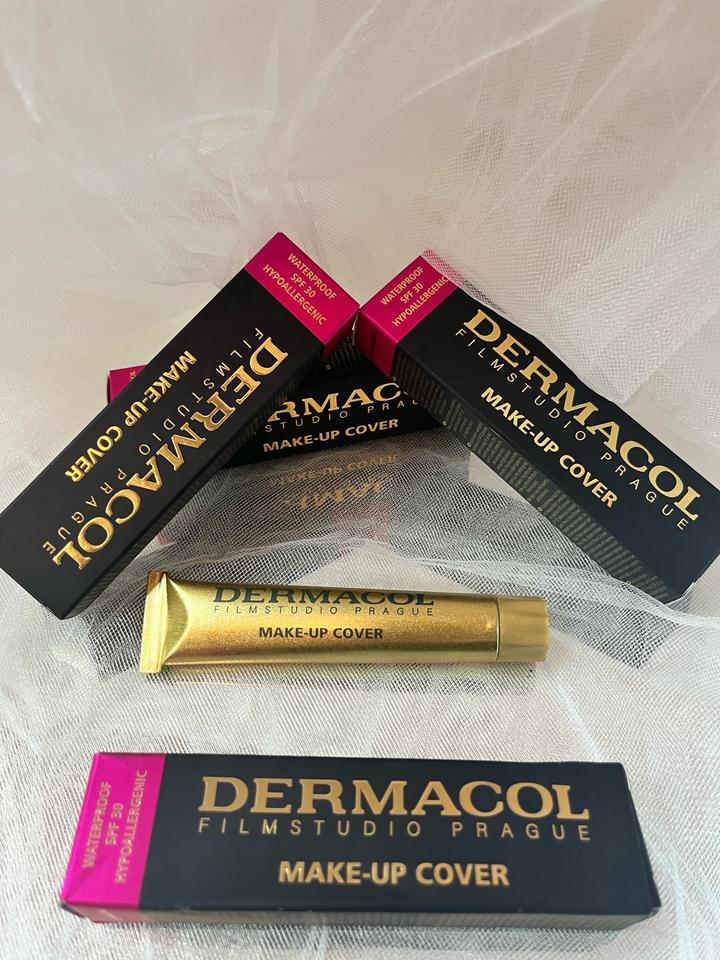 WATERPROOF
SPF 30
HYPOALLERGENIC
DERMACOL
FILMSTUDIO PRAGUE
MAKE-UP COVER
WATERPROOF
SPF 30
HYPOALLERGENIC
DERMACOL
FILMSTUDIO PRAGUE
MAKE-UP COVER
MAKE-UP COVER
DERMACOL
FILMSTUDIO PRAGUE
MAKE-UP COVER
WATERPROOF
SPF 30
HYPOALLERGENIC
DERMACOL
FILMSTUDIO PRAGUE
MAKE-UP COVER